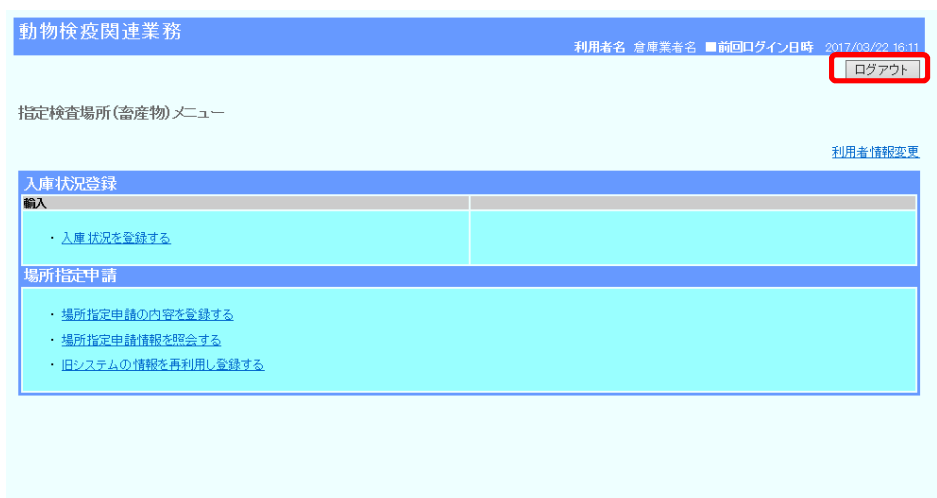 動物検疫関連業務
利用者名 倉庫業者名 ■前回ログイン日時 2017/03/22 16:11
ログアウト
指定検査場所(畜産物)メニュー
利用者情報変更
入庫状況登録
輸入
・ 入庫状況を登録する
場所指定申請
・ 場所指定申請の内容を登録する
・ 場所指定申請情報を照会する
・ 旧システムの情報を再利用し登録する